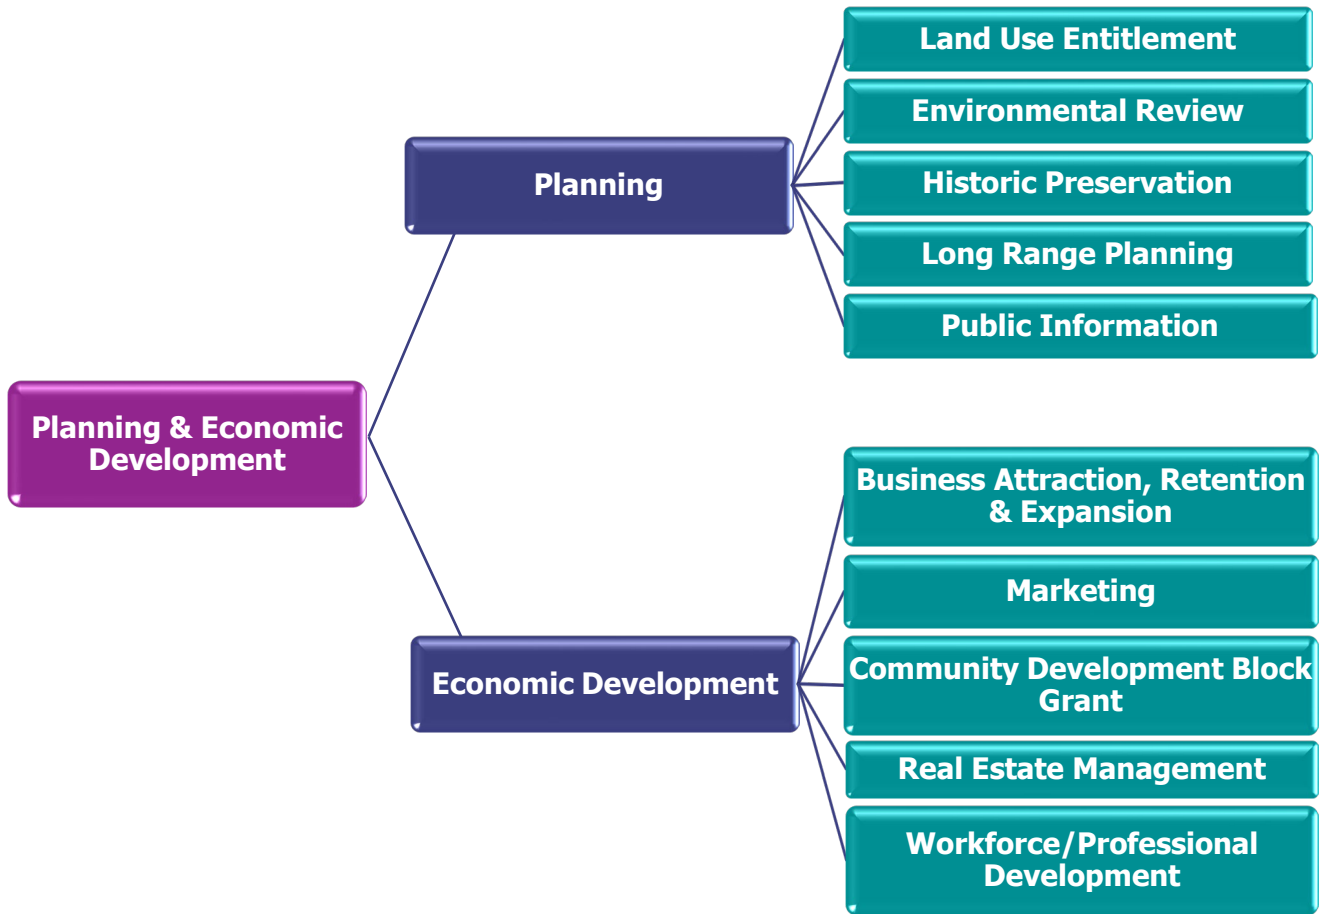 Land Use Entitlement
Environmental Review
Planning
Historic Preservation
Long Range Planning
Public Information
Planning & Economic
Development
Business Attraction, Retention
& Expansion
Marketing
Economic Development
Community Development Block
Grant
Real Estate Management
Workforce/Professional
Development